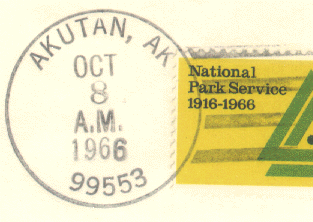 AKUTAN, AK
OCT
8
A.M.
1966
99553
National
Park Service
1916-1966